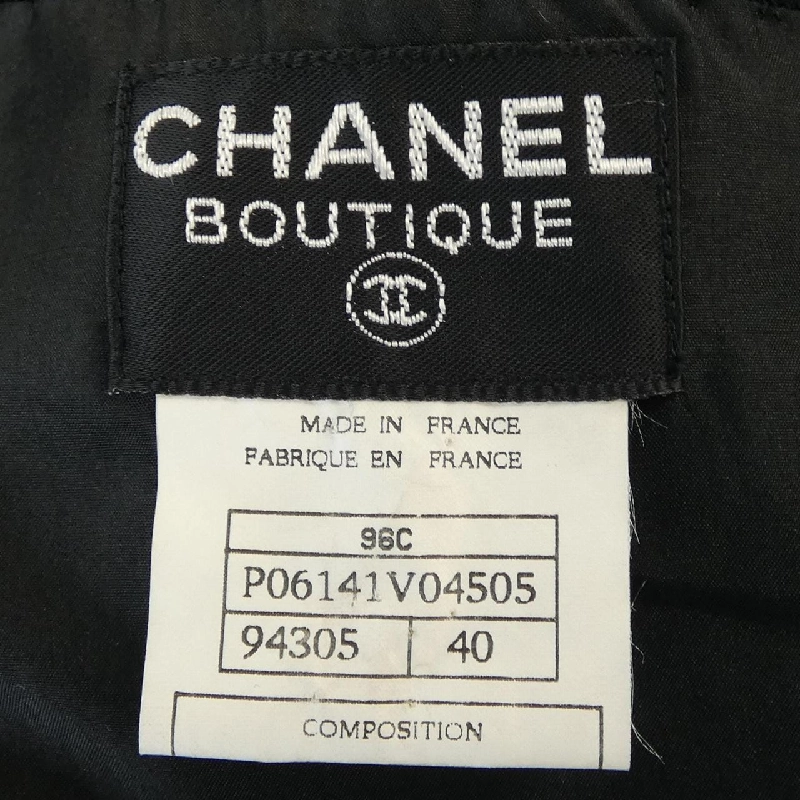 CHANEL
BOUTIQUE
MADE IN FRANCE
FABRIQUE EN FRANCE
96C
P06141V04505
94305 40
COMPOSITION